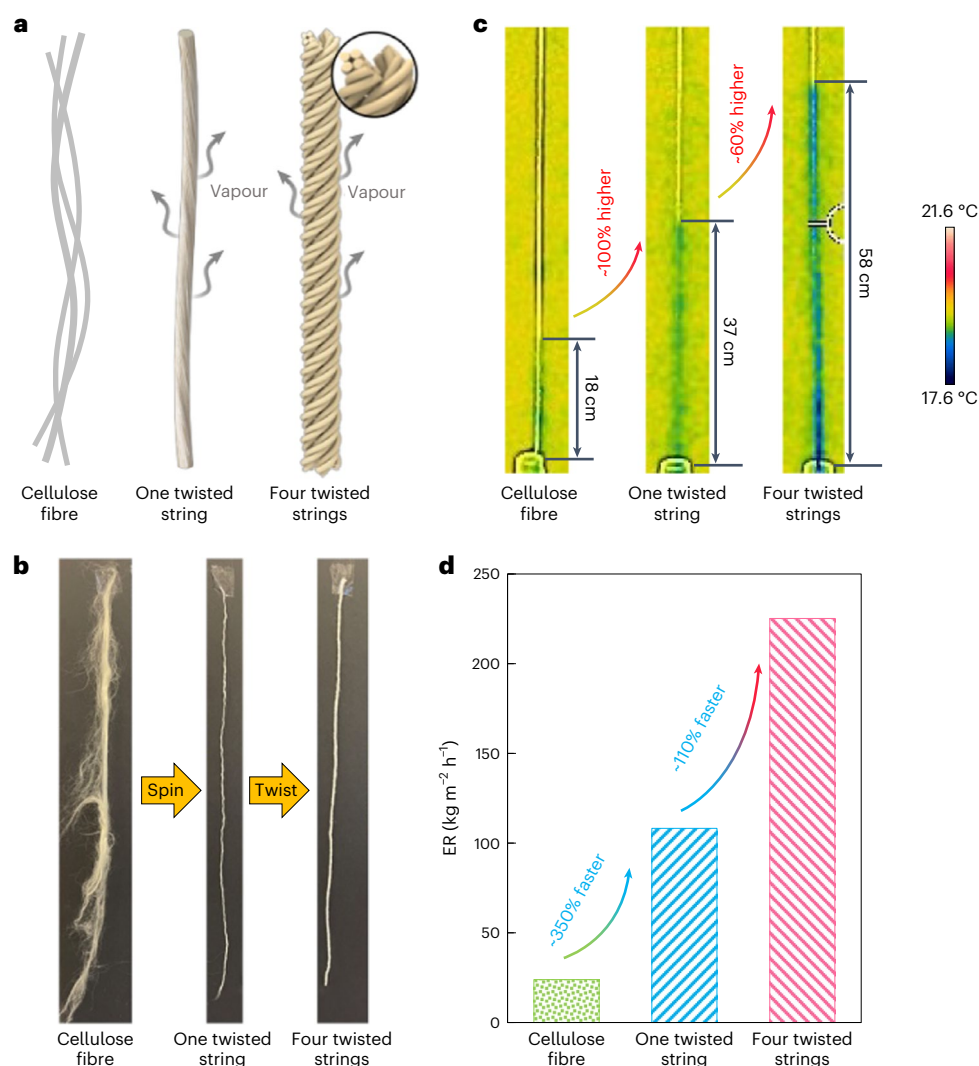 a
Vapour
Vapour
Cellulose
fibre
One twisted
string
Four twisted
strings
c
~100% higher
~60% higher
18 cm
37 cm
58 cm
21.6 °C
17.6 °C
Cellulose
fibre
One twisted
string
Four twisted
strings
b
Spin
Twist
Cellulose
fibre
One twisted
string
Four twisted
strings
d
ER (kg m⁻² h⁻¹)
250
200
150
100
50
0
~350% faster
~110% faster
Cellulose
fibre
One twisted
string
Four twisted
strings